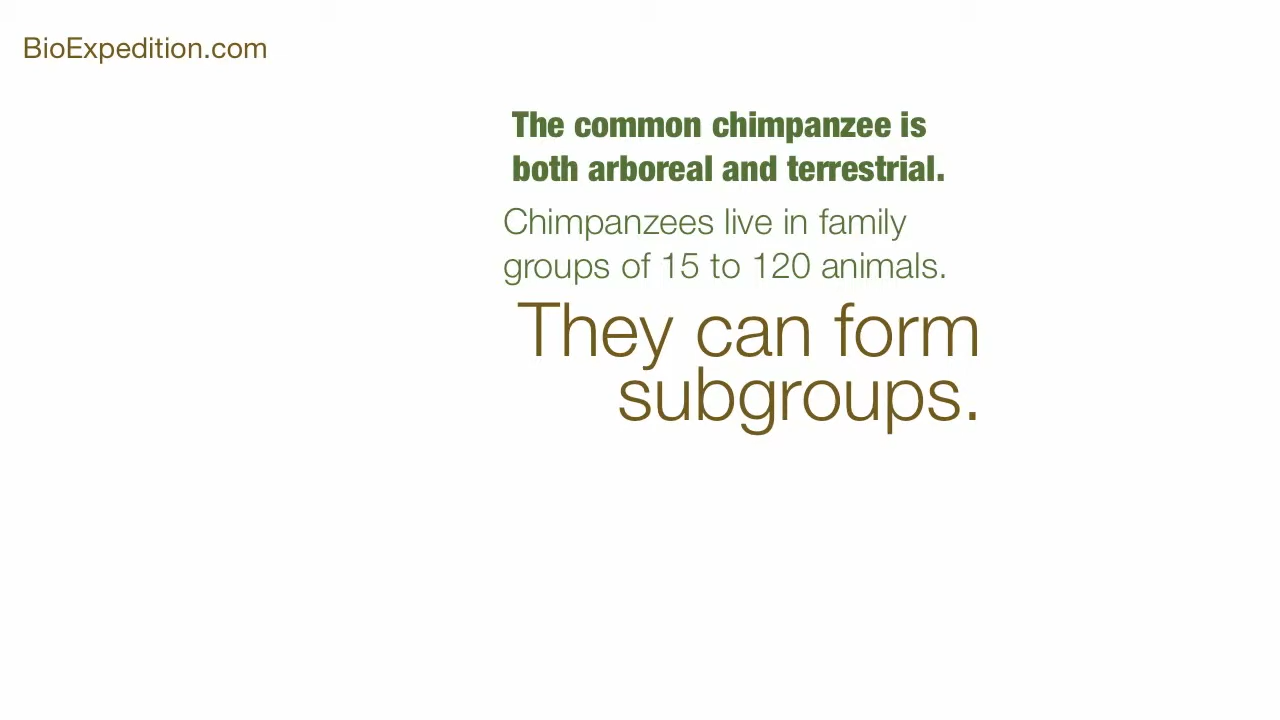 BioExpedition.com
The common chimpanzee is
both arboreal and terrestrial.
Chimpanzees live in family
groups of 15 to 120 animals.
They can form
subgroups.